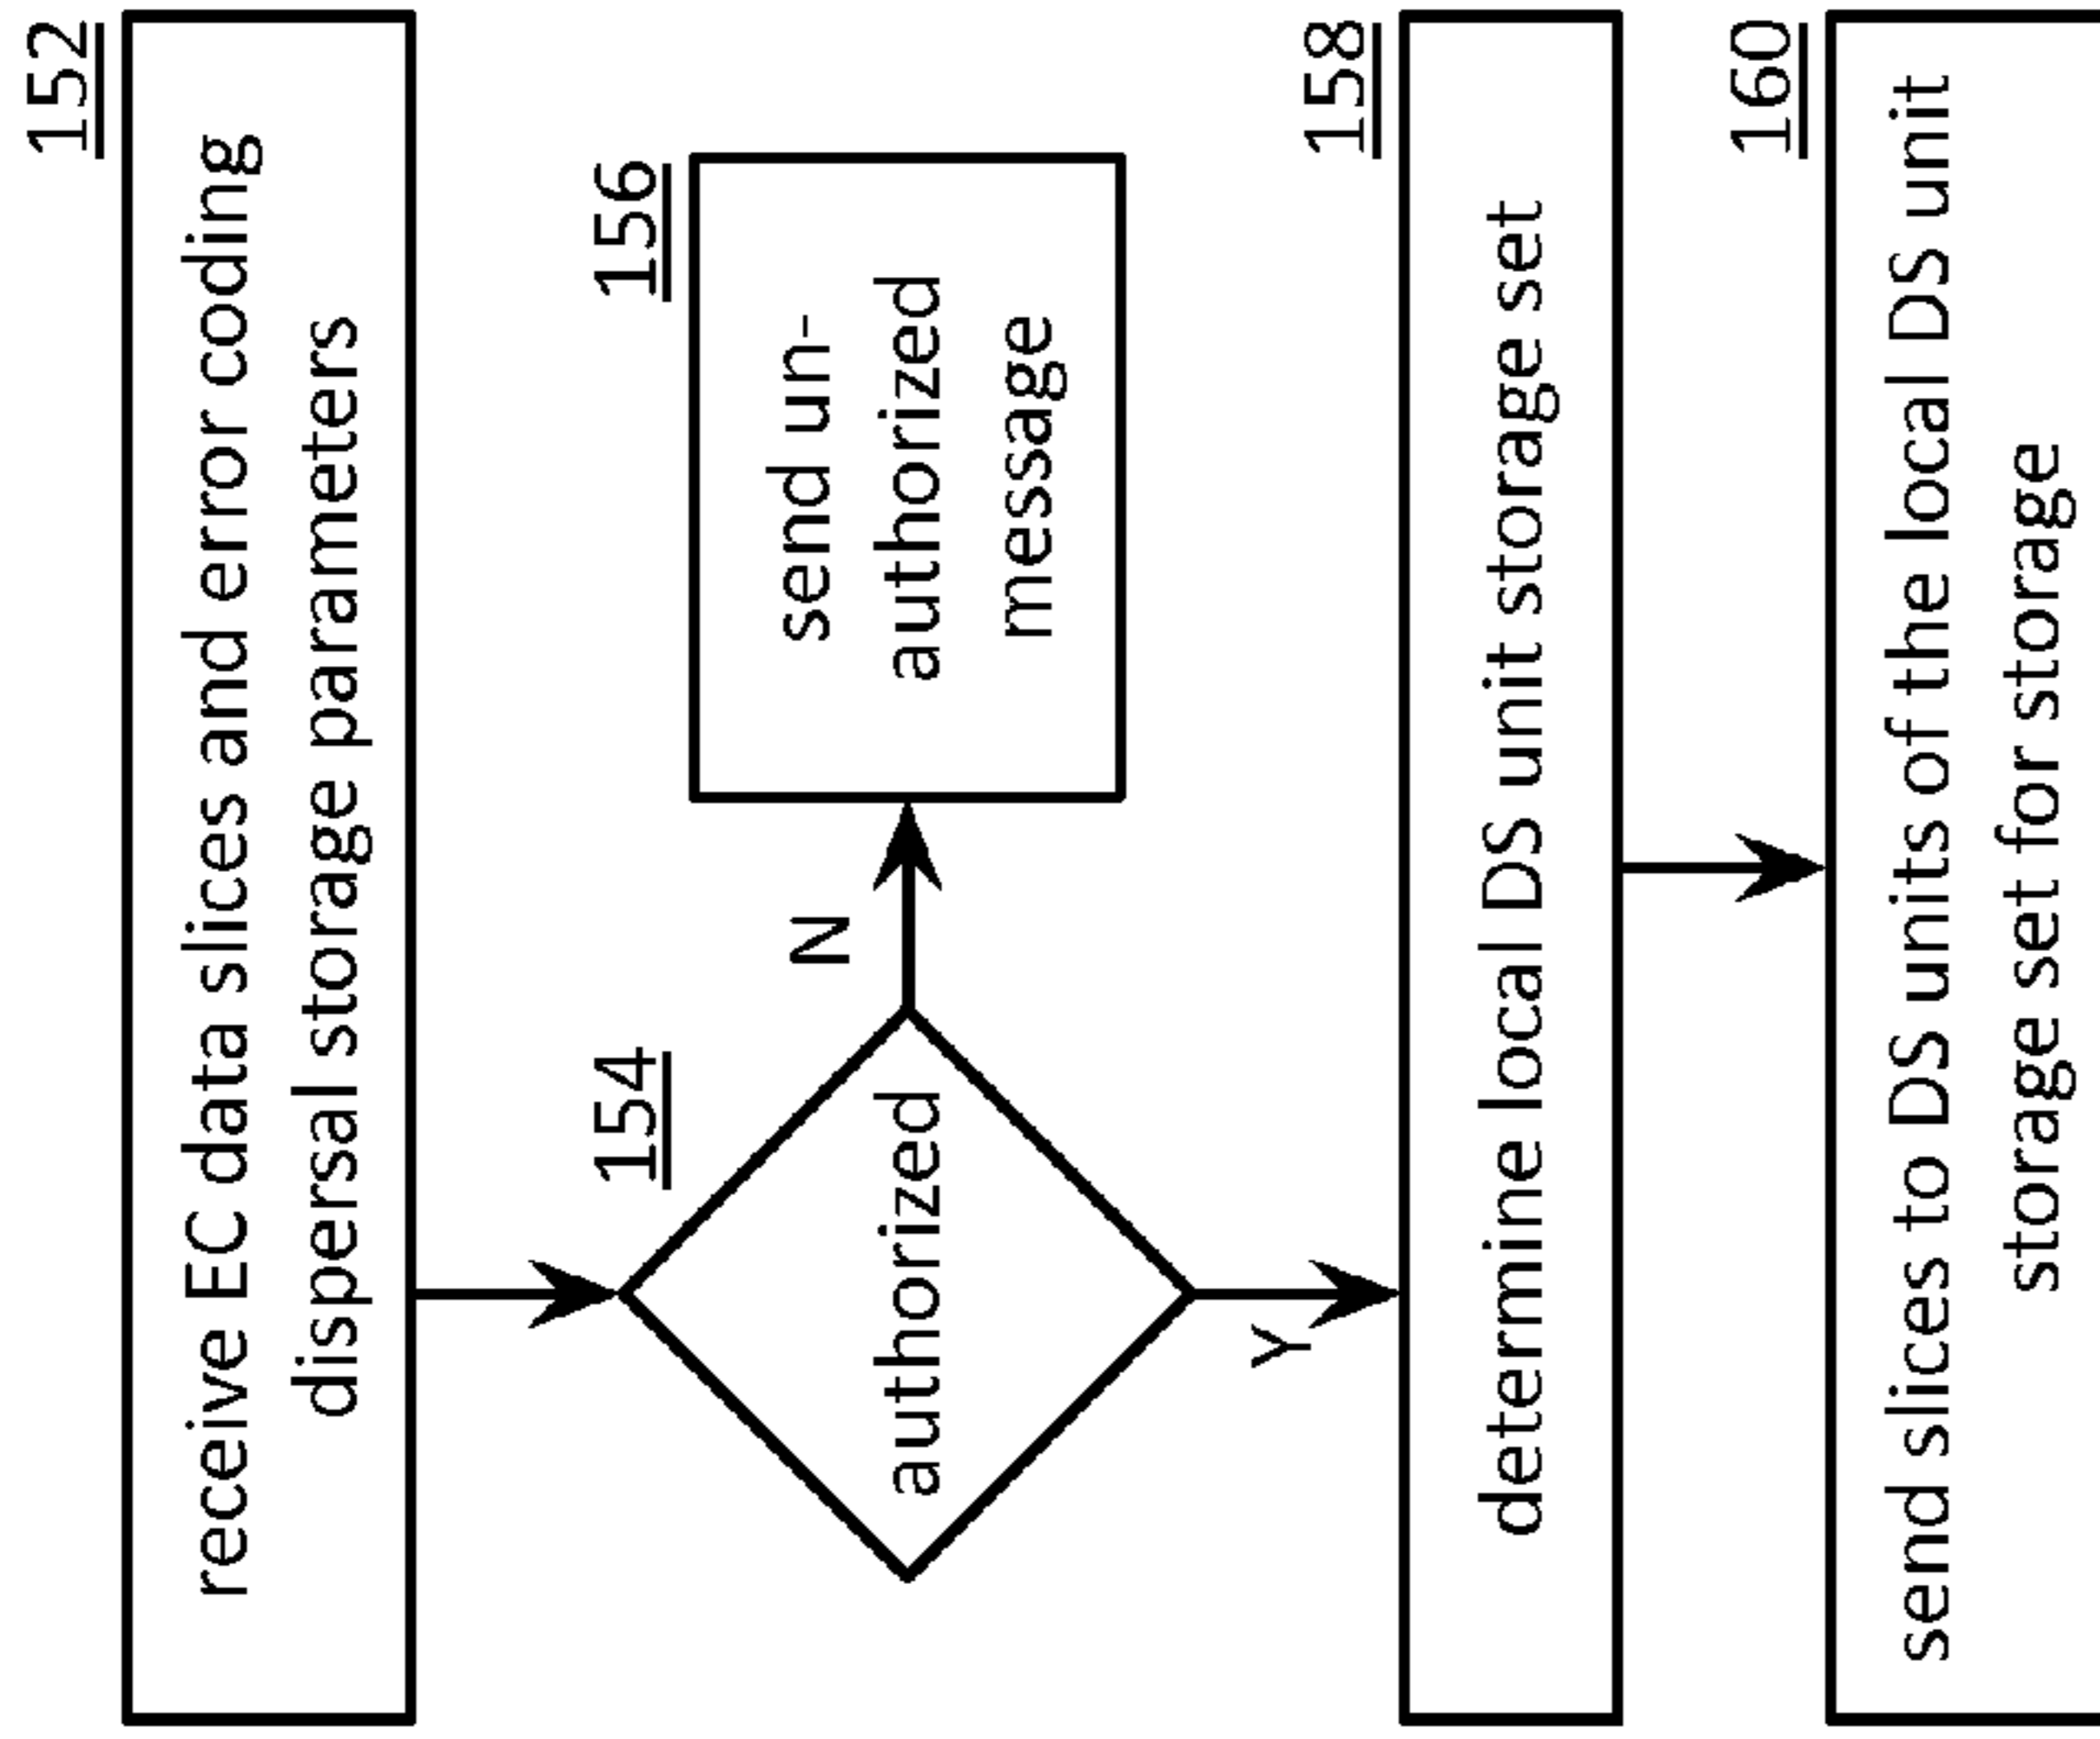 152
receive EC data slices and error coding
dispersal storage parameters
154
authorized
N
156
send un-
authorized
message
Y
158
determine local DS unit storage set
160
send slices to DS units of the local DS unit
storage set for storage